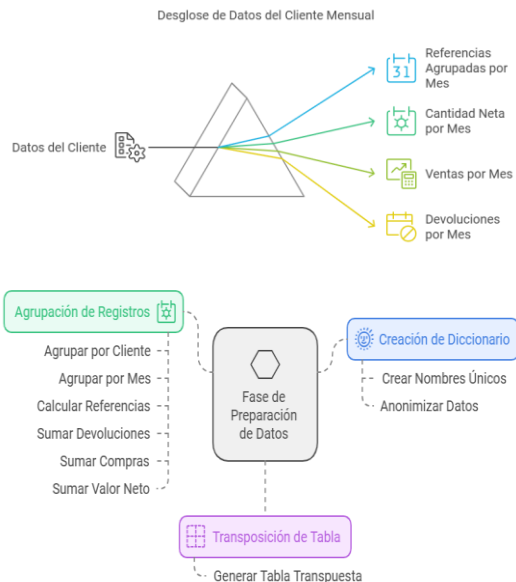 Desglose de Datos del Cliente Mensual
Datos del Cliente
31
Referencias
Agrupadas por
Mes
Cantidad Neta
por Mes
Ventas por Mes
Devoluciones
por Mes
Agrupación de Registros
Agrupar por Cliente
Agrupar por Mes
Calcular Referencias
Sumar Devoluciones
Sumar Compras
Sumar Valor Neto
Fase de
Preparación
de Datos
Creación de Diccionario
Crear Nombres Únicos
Anonimizar Datos
Transposición de Tabla
Generar Tabla Transpuesta